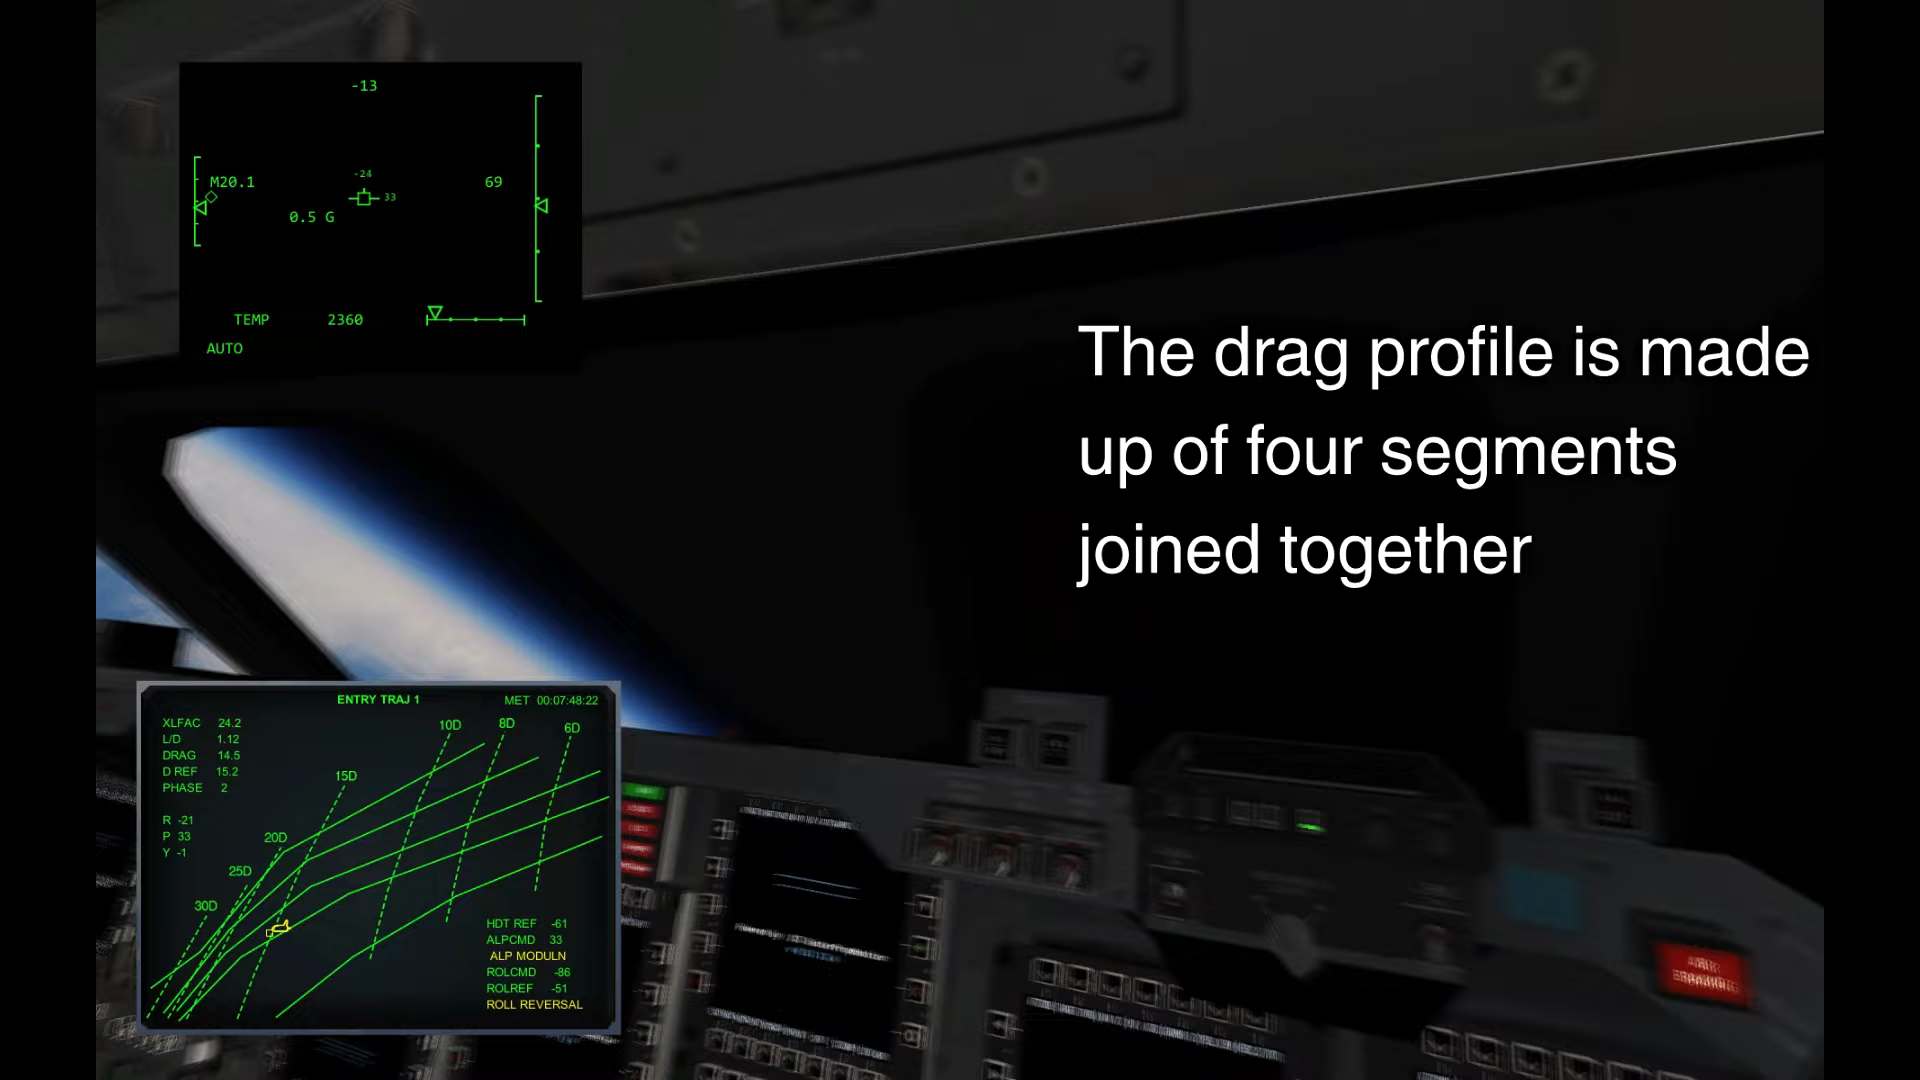 -13
M20.1
-24
33
69
0.5 G
TEMP 2360
AUTO
The drag profile is made
up of four segments
joined together
ENTRY TRAJ 1 MET 00:07:48:22
XLFAC 24.2
L/D 1.12
DRAG 14.5
D REF 15.2
PHASE 2
R -21
P 33
Y -1
10D
8D
6D
15D
20D
25D
30D
HDT REF -61
ALPCMD 33
ALP MODULN
ROLCMD -86
ROLREF -51
ROLL REVERSAL